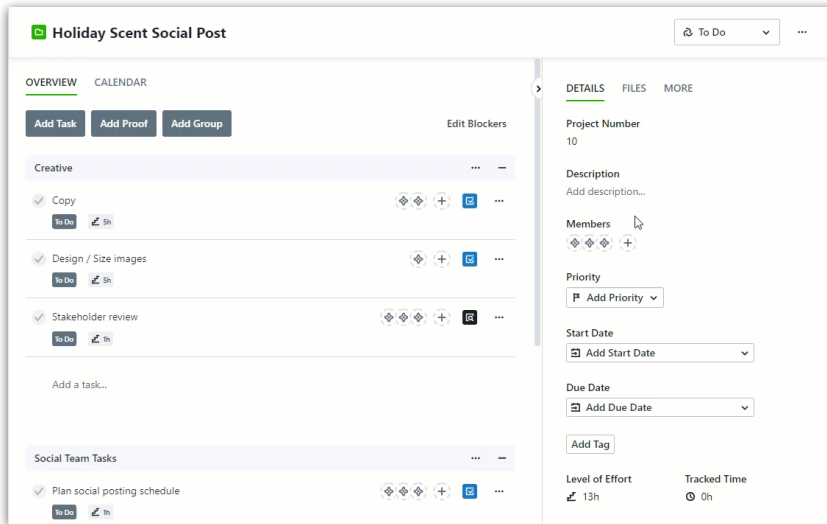 Holiday Scent Social Post
To Do
OVERVIEW CALENDAR
Add Task Add Proof Add Group
Edit Blockers
Creative
Copy
To Do 5h
Design / Size images
To Do 5h
Stakeholder review
To Do 1h
Add a task...
Social Team Tasks
Plan social posting schedule
To Do 1h
DETAILS FILES MORE
Project Number
10
Description
Add description...
Members
Priority
Add Priority
Start Date
Add Start Date
Due Date
Add Due Date
Add Tag
Level of Effort Tracked Time
13h 0h